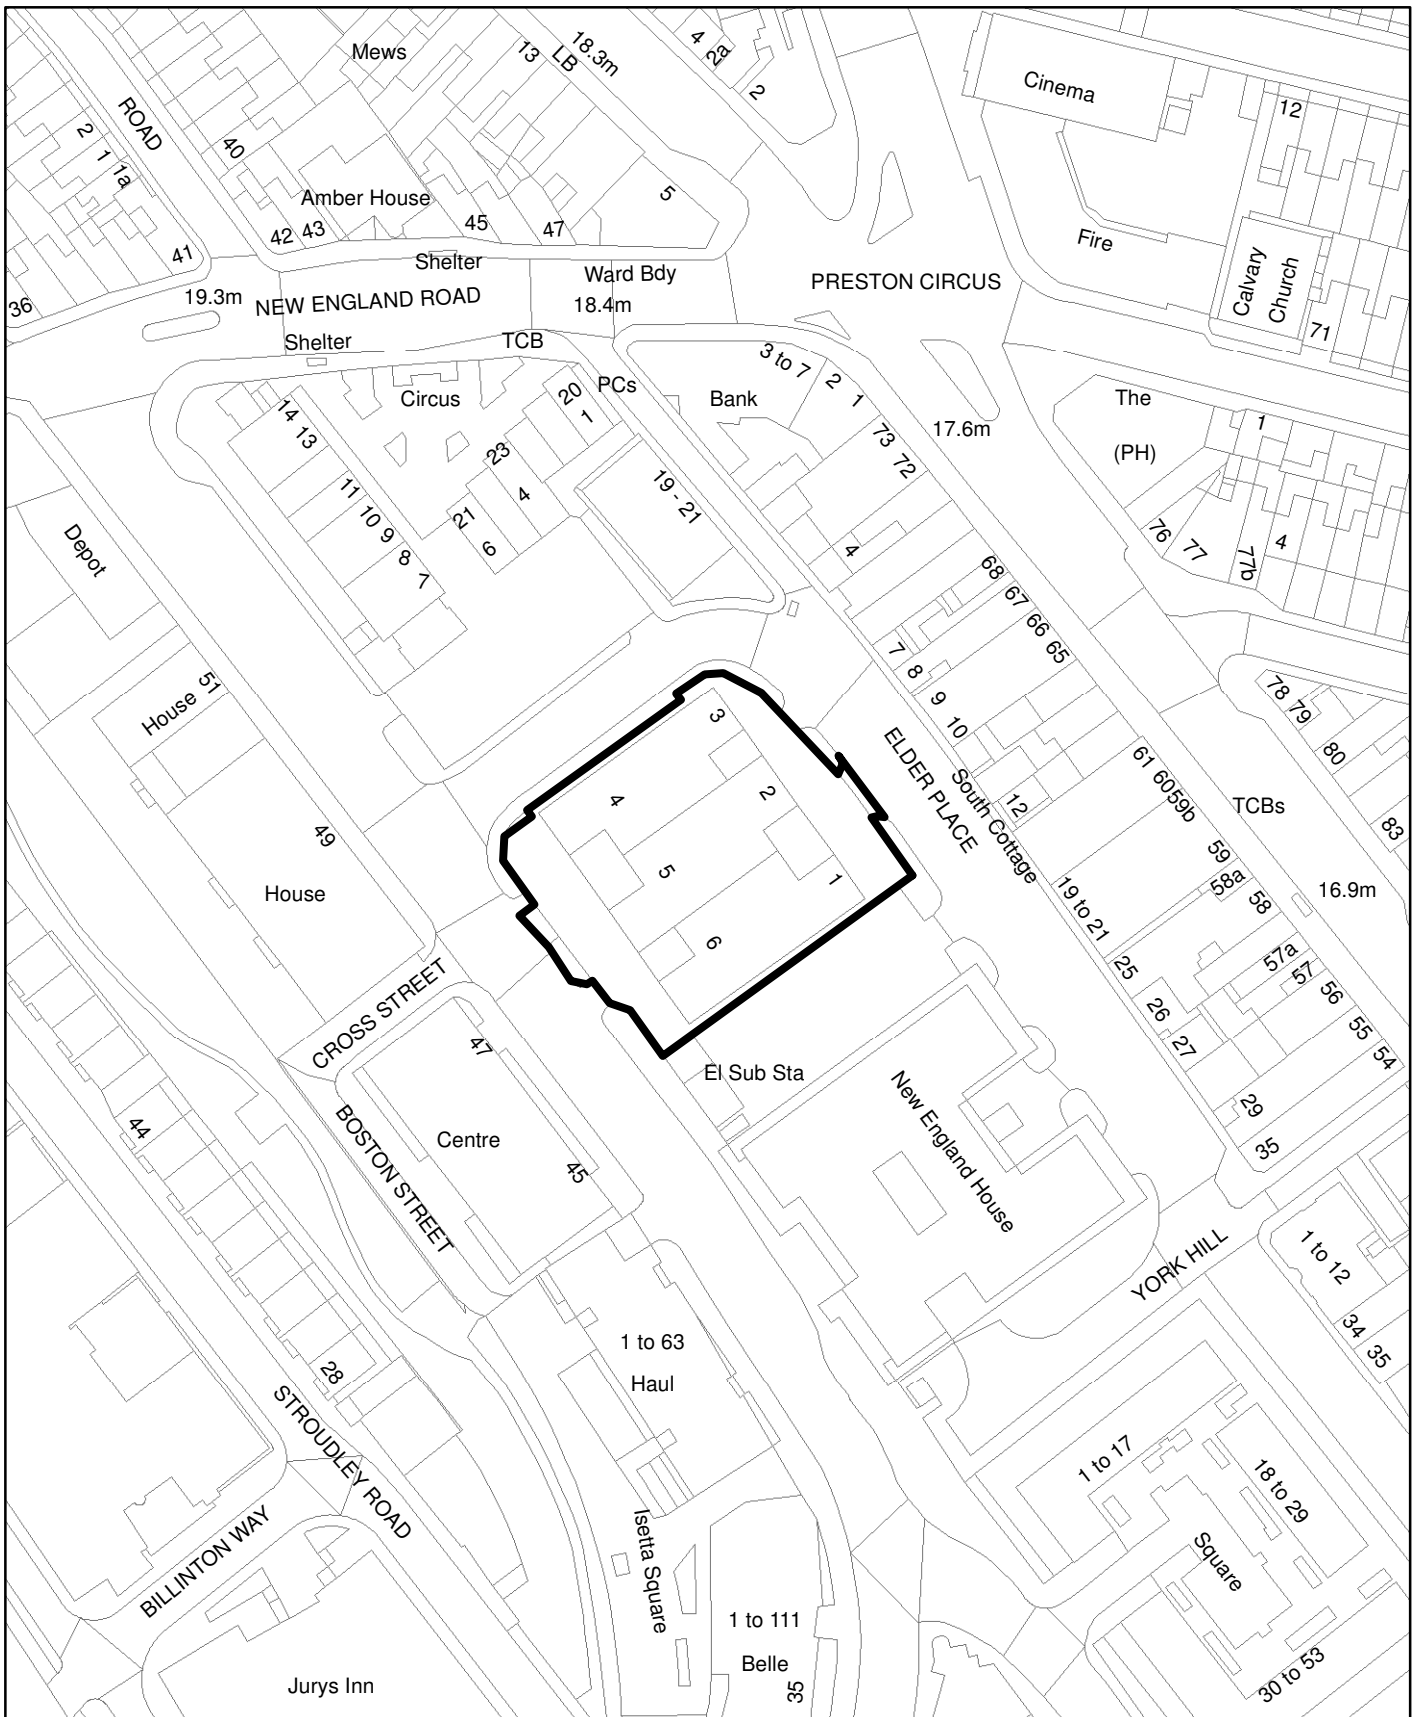 Mews
13
LB
18.3m
4
2a
2
Cinema
12
ROAD
2
1
1a
40
Amber House
42
43
45
47
5
41
36
Shelter
Ward Bdy
18.4m
PRESTON CIRCUS
Fire
Calvary
Church
71
19.3m
NEW ENGLAND ROAD
Shelter
TCB
PCs
3 to 7
2
1
Bank
73
72
17.6m
The
(PH)
1
Circus
14
13
20
1
23
4
21
6
11
10
9
8
7
19 - 21
4
76
77
77b
4
Depot
51
House
68
67
66
65
7
8
9
10
78
79
80
83
TCBs
3
2
4
5
1
6
ELDER PLACE
South Cottage
12
61
60
59b
59
58a
58
16.9m
49
House
19 to 21
25
26
27
57a
57
56
55
54
29
35
CROSS STREET
47
El Sub Sta
New England House
BOSTON STREET
Centre
45
44
YORK HILL
1 to 12
34
35
1 to 63
Haul
28
STROUDLEY ROAD
BILLINTON WAY
Isetta Square
1 to 17
18 to 29
Square
1 to 111
Belle
35
30 to 53
Jurys Inn